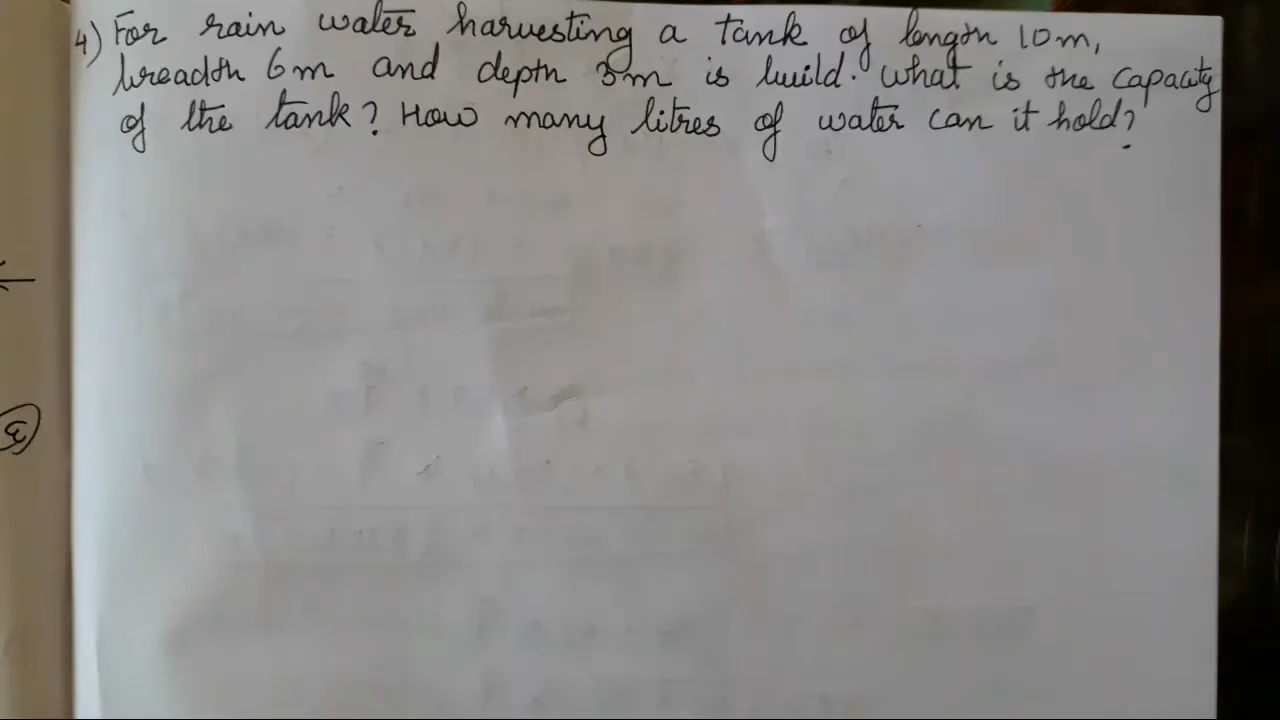 4) For rain water harvesting a tank of length 10m,
breadth 6m and depth 3m is build. What is the capacity
of the tank? How many litres of water can it hold?
3